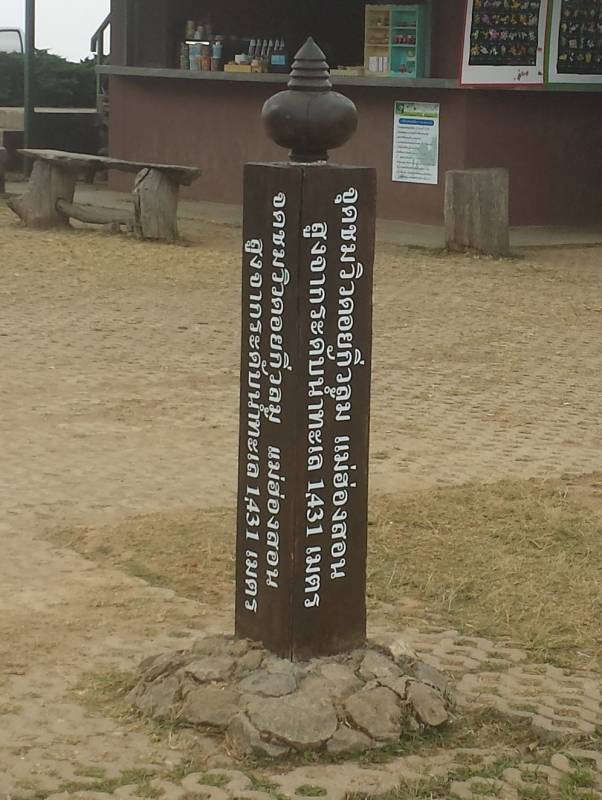 จุดชมวิวดอยกิ่วลม แม่ฮ่องสอน
สูงจากระดับน้ำทะเล 1,431 เมตร
จุดชมวิวดอยกิ่วลม แม่ฮ่องสอน
สูงจากระดับน้ำทะเล 1,431 เมตร